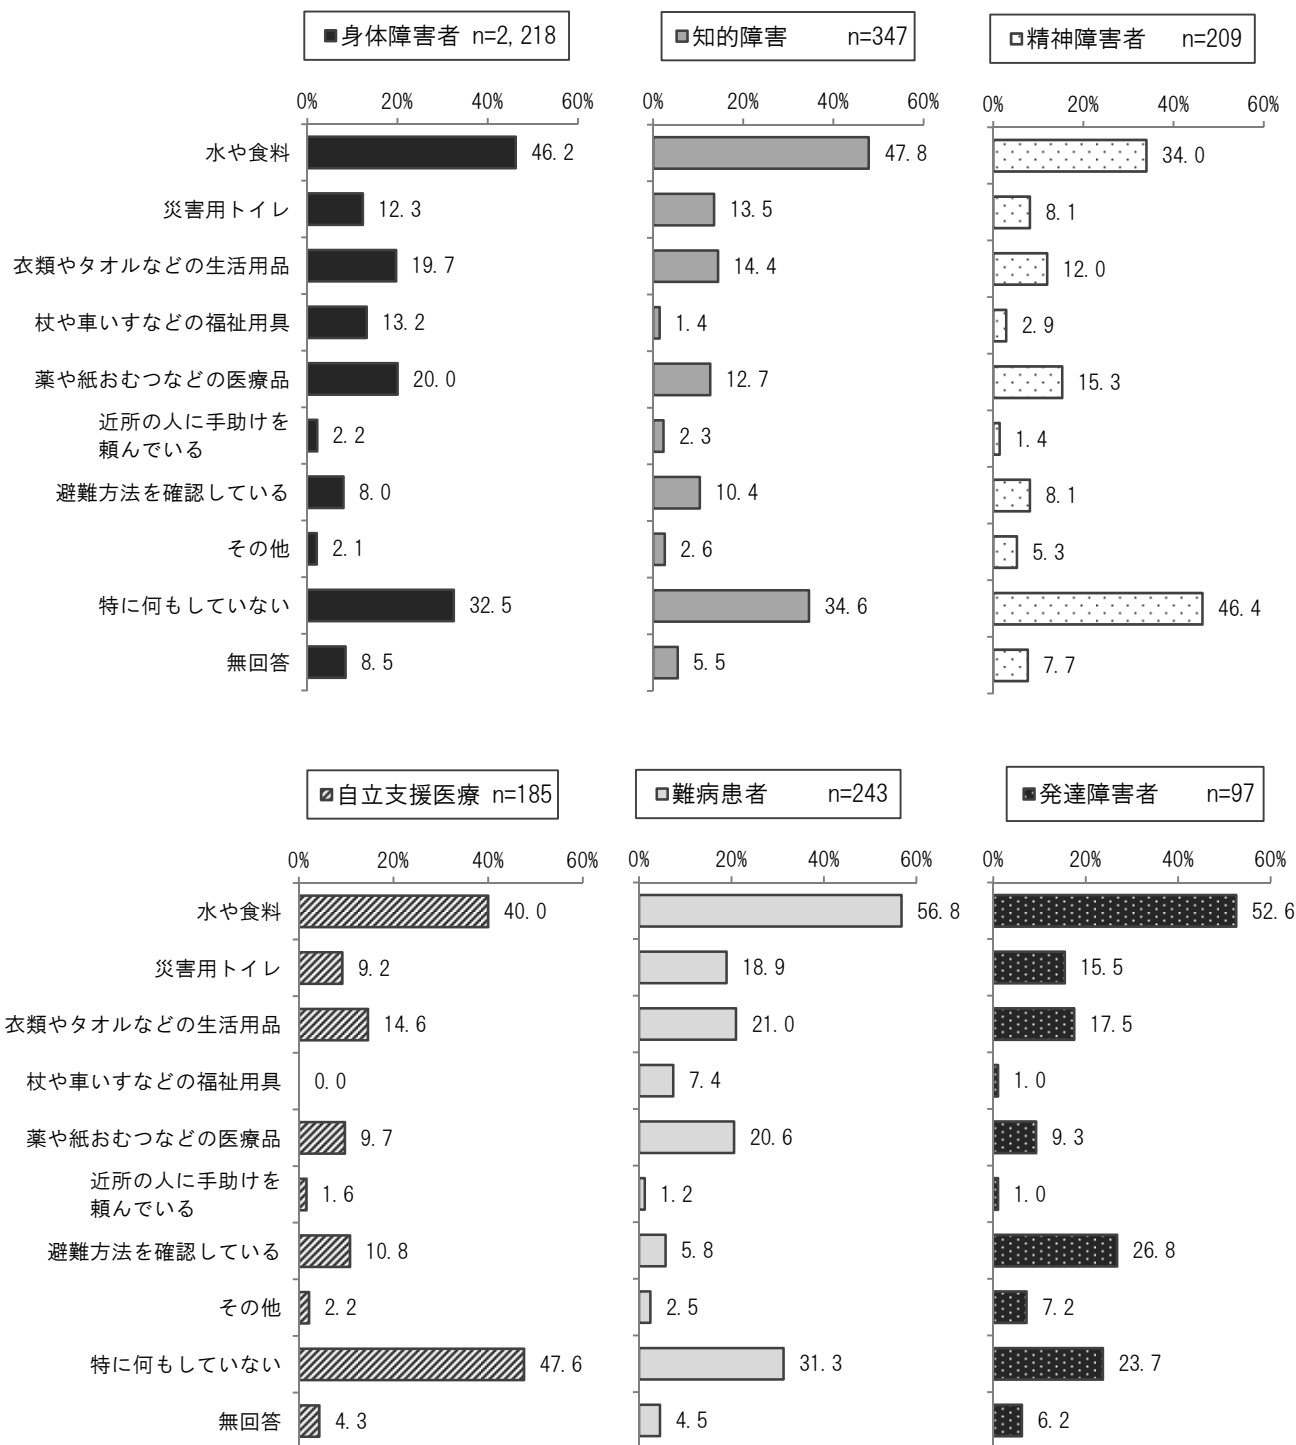 身体障害者 n=2,218
知的障害 n=347
精神障害者 n=209
0% 20% 40% 60%
0% 20% 40% 60%
0% 20% 40% 60%
水や食料 46.2 47.8 34.0
災害用トイレ 12.3 13.5 8.1
衣類やタオルなどの生活用品 19.7 14.4 12.0
杖や車いすなどの福祉用具 13.2 1.4 2.9
薬や紙おむつなどの医療品 20.0 12.7 15.3
近所の人に手助けを
頼んでいる 2.2 2.3 1.4
避難方法を確認している 8.0 10.4 8.1
その他 2.1 2.6 5.3
特に何もしていない 32.5 34.6 46.4
無回答 8.5 5.5 7.7
自立支援医療 n=185
難病患者 n=243
発達障害者 n=97
0% 20% 40% 60%
0% 20% 40% 60%
0% 20% 40% 60%
水や食料 40.0 56.8 52.6
災害用トイレ 9.2 18.9 15.5
衣類やタオルなどの生活用品 14.6 21.0 17.5
杖や車いすなどの福祉用具 0.0 7.4 1.0
薬や紙おむつなどの医療品 9.7 20.6 9.3
近所の人に手助けを
頼んでいる 1.6 1.2 1.0
避難方法を確認している 10.8 5.8 26.8
その他 2.2 2.5 7.2
特に何もしていない 47.6 31.3 23.7
無回答 4.3 4.5 6.2